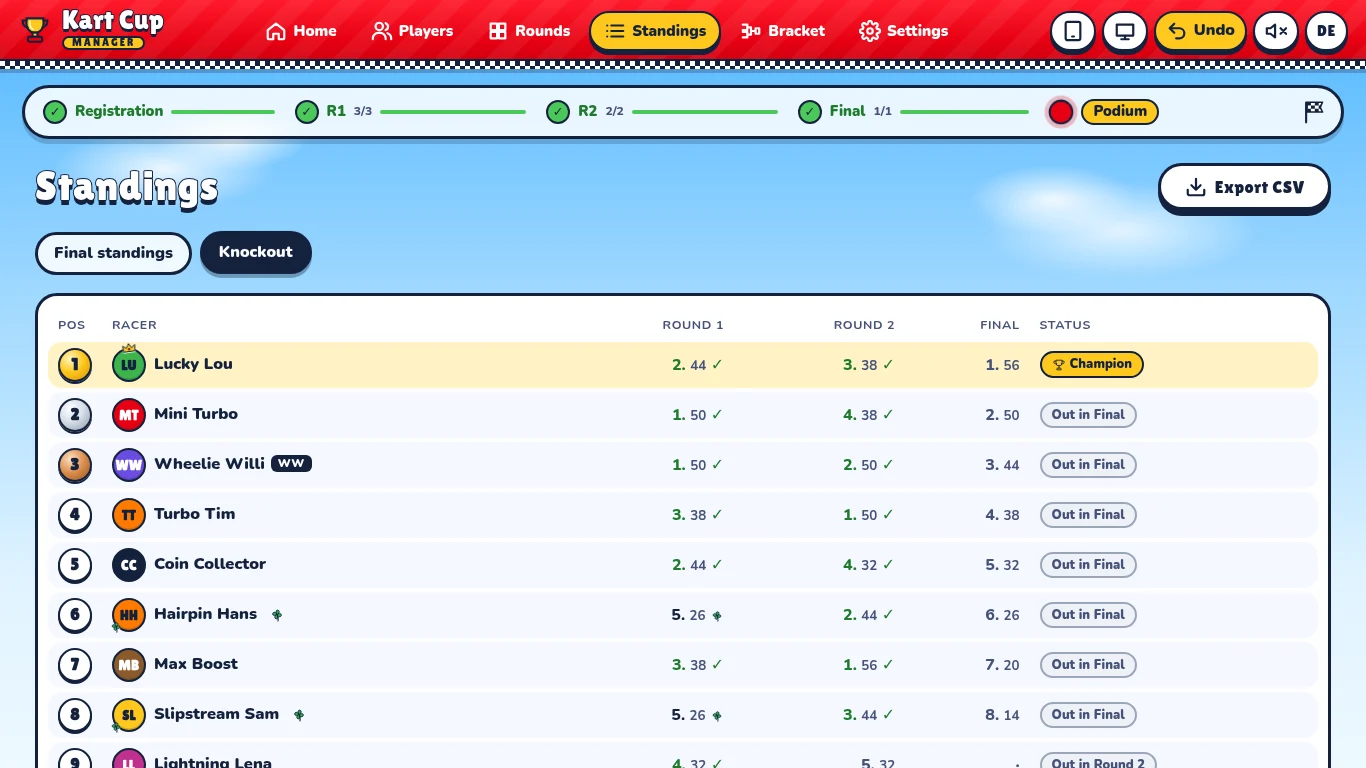 Kart Cup
MANAGER
Home
Players
Rounds
Standings
Bracket
Settings
Undo
DE
Registration
R1 3/3
R2 2/2
Final 1/1
Podium
Standings
Export CSV
Final standings
Knockout
POS RACER ROUND 1 ROUND 2 FINAL STATUS
1 LU Lucky Lou 2. 44 ✓ 3. 38 ✓ 1. 56 Champion
2 MT Mini Turbo 1. 50 ✓ 4. 38 ✓ 2. 50 Out in Final
3 WW Wheelie Willi WW 1. 50 ✓ 2. 50 ✓ 3. 44 Out in Final
4 TT Turbo Tim 3. 38 ✓ 1. 50 ✓ 4. 38 Out in Final
5 CC Coin Collector 2. 44 ✓ 4. 32 ✓ 5. 32 Out in Final
6 HH Hairpin Hans 5. 26 2. 44 ✓ 6. 26 Out in Final
7 MB Max Boost 3. 38 ✓ 1. 56 ✓ 7. 20 Out in Final
8 SL Slipstream Sam 5. 26 3. 44 ✓ 8. 14 Out in Final
9 LL Lightning Lena 4. 32 ✓ 5. 32 · Out in Round 2